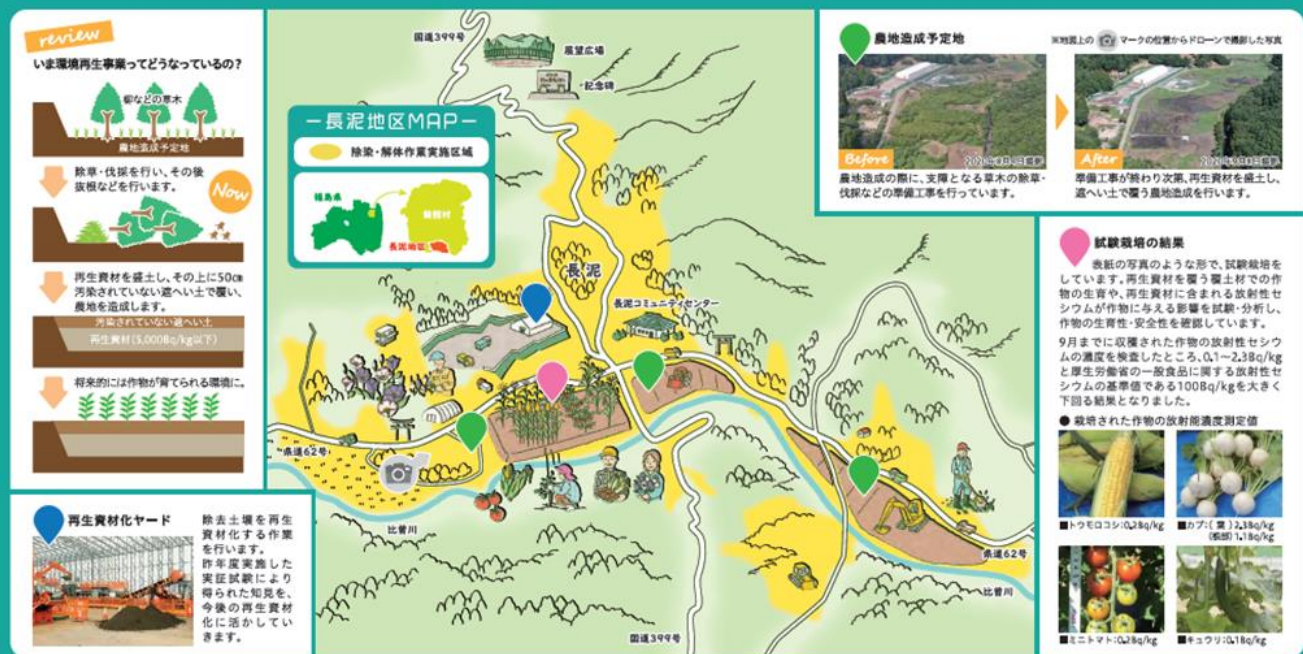 review
いま環境再生事業ってどうなっているの?
柳などの草木
農地造成予定地
除草・伐採を行い、その後
抜根などを行います。
Now
再生資材を盛土し、その上に50㎝
汚染されていない遮へい土で覆い、
農地を造成します。
汚染されていない遮へい土
再生資材(5,000Bq/kg以下)
将来的には作物が育てられる環境に。
再生資材化ヤード
除去土壌を再生
資材化する作業
を行います。
昨年度実施した
実証試験により
得られた知見を、
今後の再生資材
化に活かしてい
きます。
国道399号
展望広場
記念碑
ー長泥地区MAPー
除染・解体作業実施区域
福島県
飯舘村
長泥地区
長泥
長泥コミュニティセンター
県道62号
比曽川
県道62号
比曽川
国道399号
農地造成予定地
※地図上の マークの位置からドローンで撮影した写真
Before
農地造成の際に、支障となる草木の除草・
伐採などの準備工事を行っています。
After
準備工事が終わり次第、再生資材を盛土し、
遮へい土で覆う農地造成を行います。
試験栽培の結果
表紙の写真のような形で、試験栽培を
しています。再生資材を覆う覆土材での作
物の生育や、再生資材に含まれる放射性セ
シウムが作物に与える影響を試験・分析し、
作物の生育性・安全性を確認しています。
9月までに収穫された作物の放射性セシウ
ムの濃度を検査したところ、0.1~2.3Bq/kg
と厚生労働省の一般食品に関する放射性セ
シウムの基準値である100Bq/kgを大きく
下回る結果となりました。
● 栽培された作物の放射能濃度測定値
■トウモロコシ:0.2Bq/kg
■カブ:(葉)2.3Bq/kg
(根部)1.1Bq/kg
■ミニトマト:0.2Bq/kg
■キュウリ:0.1Bq/kg